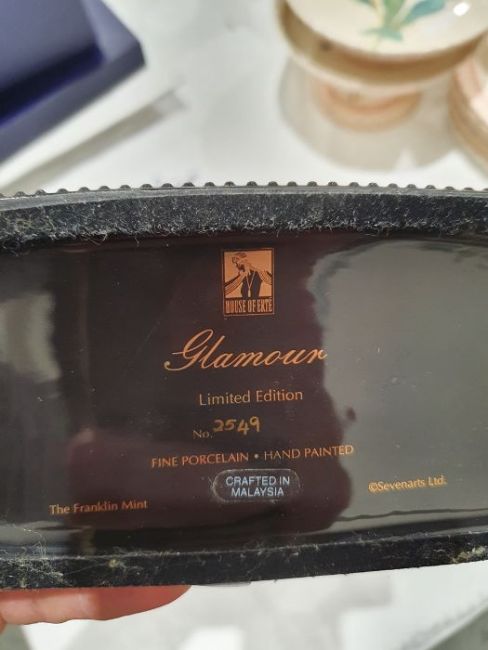 HOUSE OF ERTÉ
Glamour
Limited Edition
No. 2549
FINE PORCELAIN • HAND PAINTED
CRAFTED IN
MALAYSIA
©Sevenarts Ltd.
The Franklin Mint